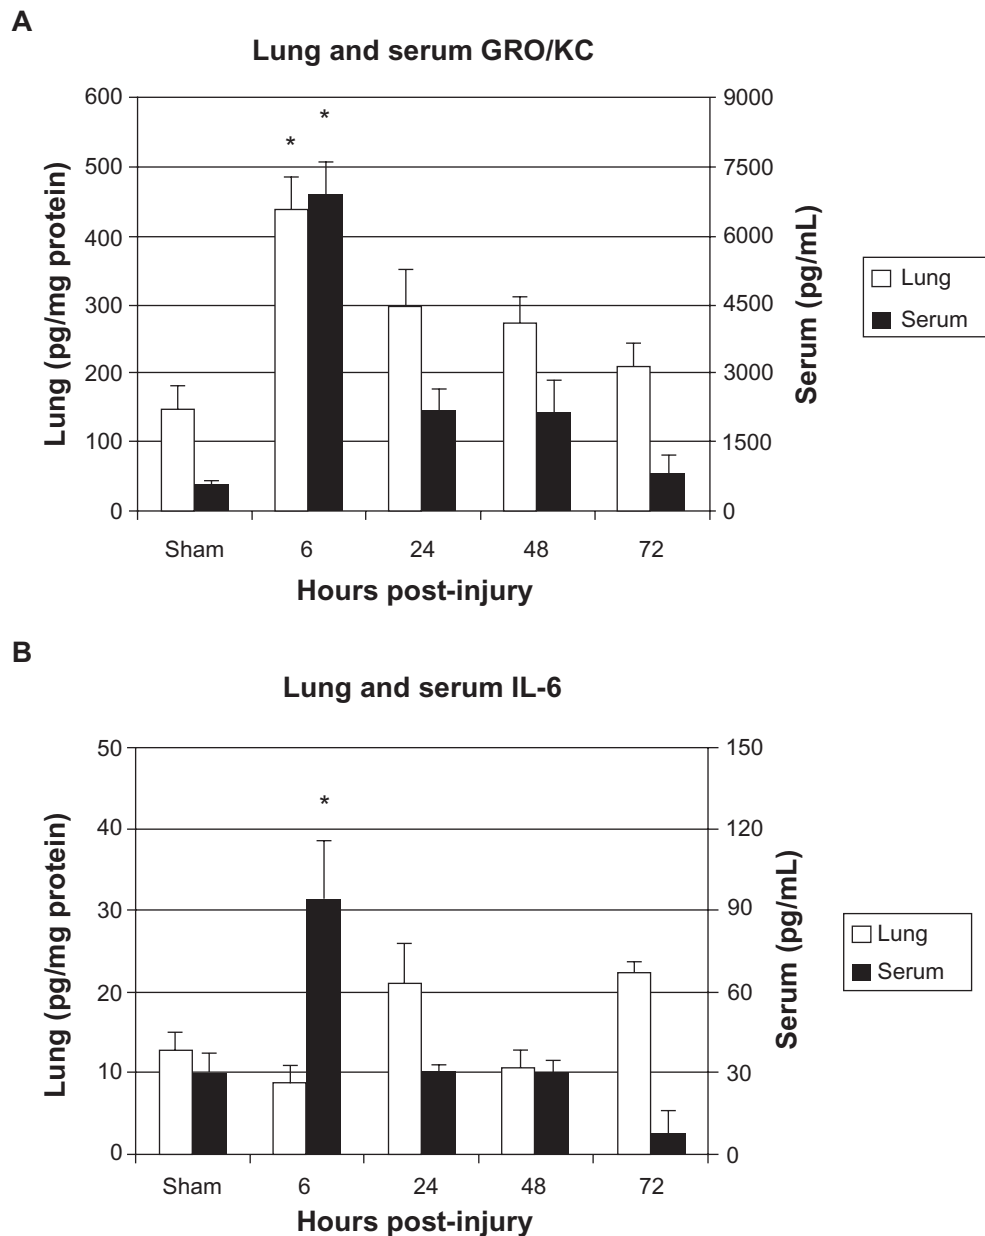 A
Lung and serum GRO/KC
Lung (pg/mg protein)
600
500
400
300
200
100
0
* *
9000
7500
6000
4500
3000
1500
0
Serum (pg/mL)
Lung
Serum
Sham 6 24 48 72
Hours post-injury
B
Lung and serum IL-6
Lung (pg/mg protein)
50
40
30
20
10
0
*
150
120
90
60
30
0
Serum (pg/mL)
Lung
Serum
Sham 6 24 48 72
Hours post-injury